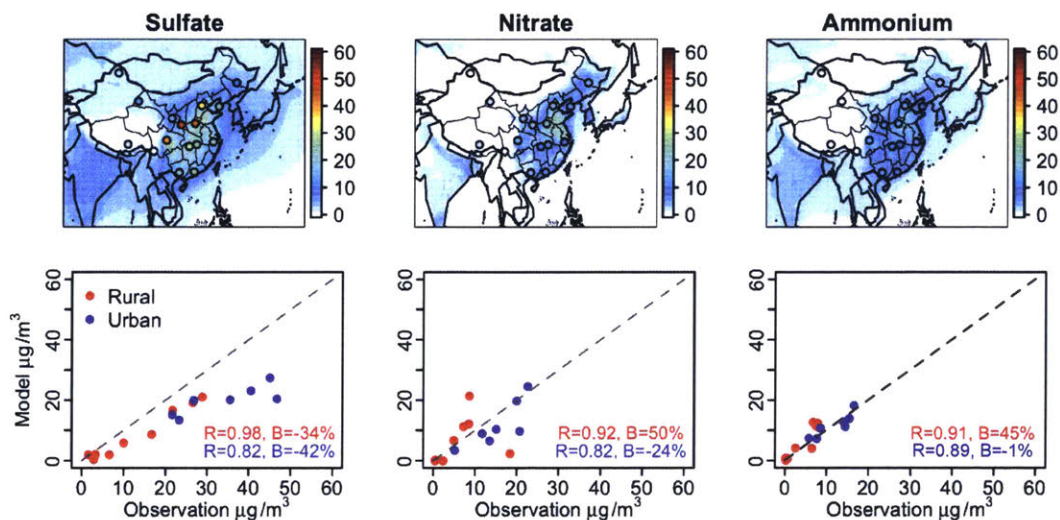 Sulfate
Nitrate
Ammonium
60
50
40
30
20
10
0
60
50
40
30
20
10
0
60
50
40
30
20
10
0
Model μg/m³
60
40
20
0
Rural
Urban
R=0.98, B=-34%
R=0.82, B=-42%
0 10 20 30 40 50 60
Observation μg/m³
60
40
20
0
R=0.92, B=50%
R=0.82, B=-24%
0 10 20 30 40 50 60
Observation μg/m³
60
40
20
0
R=0.91, B=45%
R=0.89, B=-1%
0 10 20 30 40 50 60
Observation μg/m³